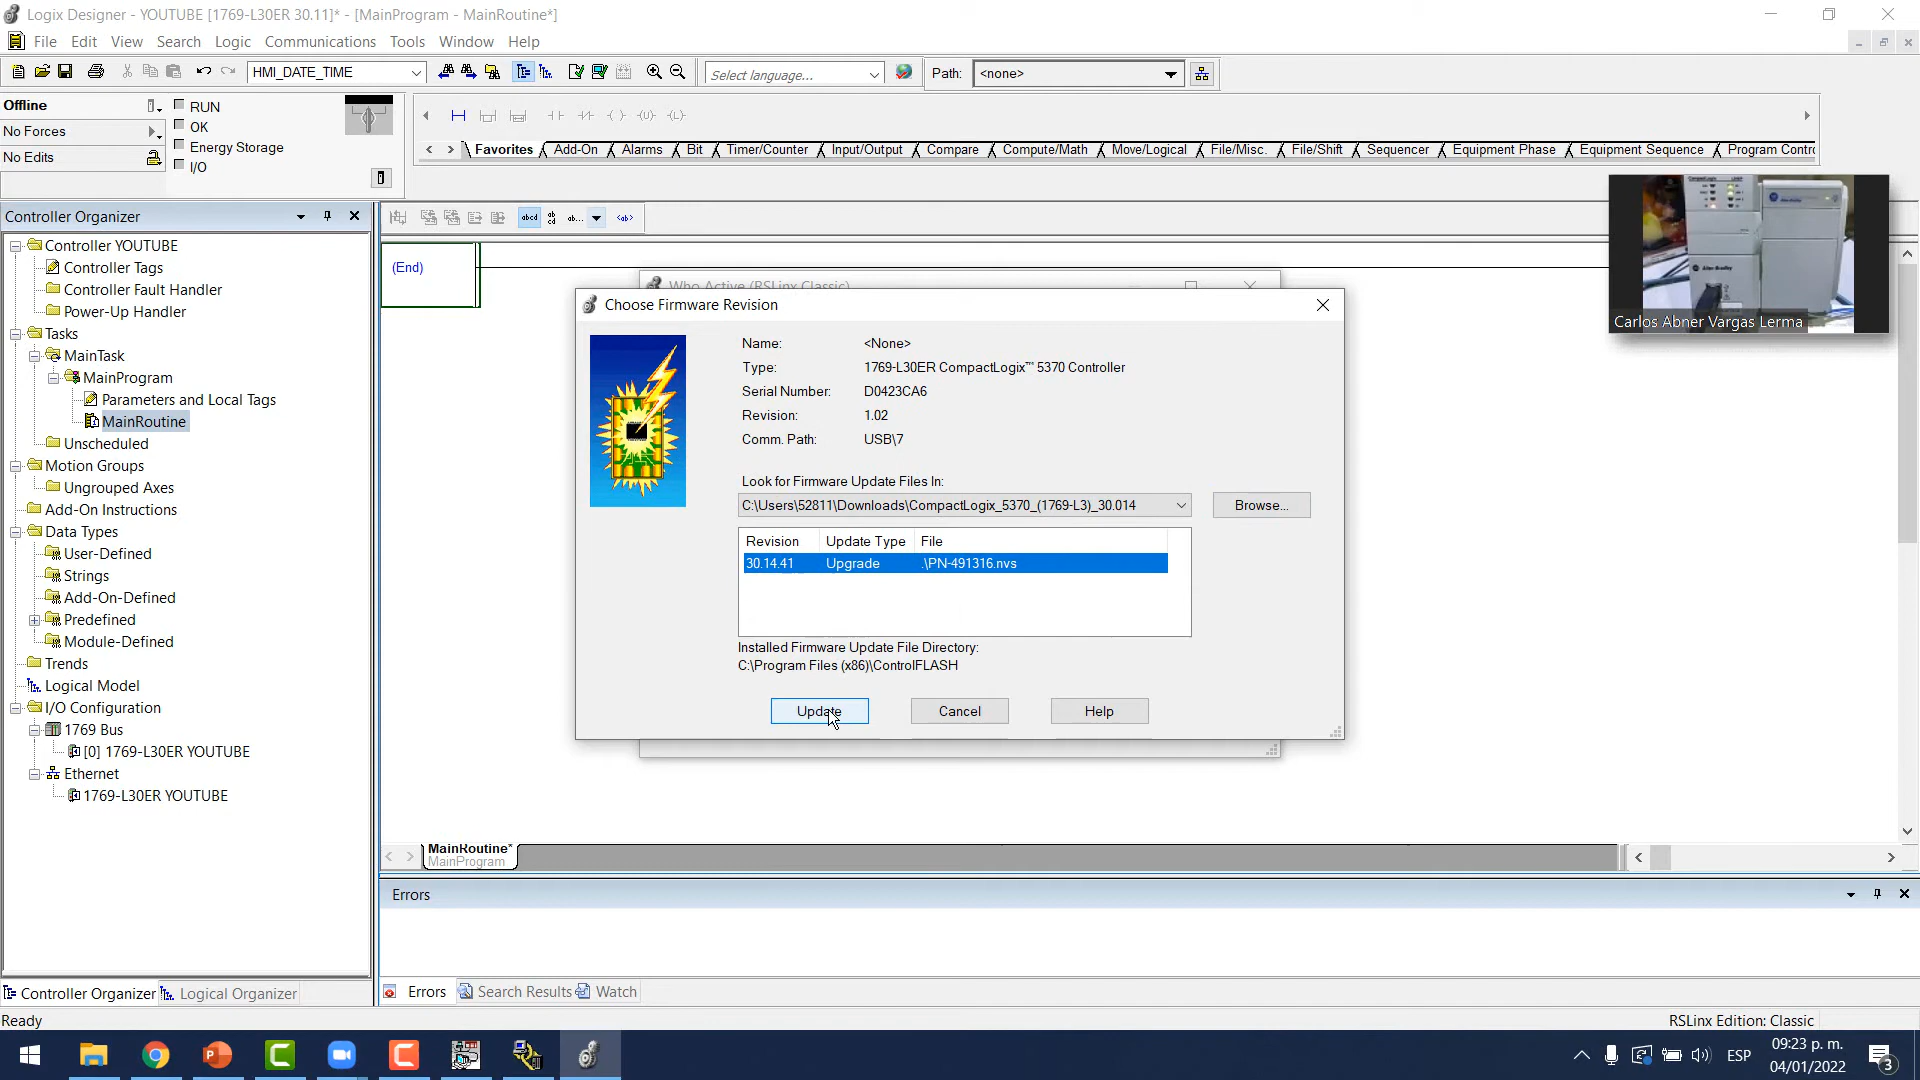 Logix Designer - YOUTUBE [1769-L30ER 30.11]* - [MainProgram - MainRoutine*]
File Edit View Search Logic Communications Tools Window Help
HMI_DATE_TIME Select language... Path: <none>
Offline RUN
OK
No Forces
Energy Storage
No Edits
I/O
Favorites Add-On Alarms Bit Timer/Counter Input/Output Compare Compute/Math Move/Logical File/Misc. File/Shift Sequencer Equipment Phase Equipment Sequence Program Contro
Controller Organizer
Controller YOUTUBE
Controller Tags
Controller Fault Handler
Power-Up Handler
Tasks
MainTask
MainProgram
Parameters and Local Tags
MainRoutine
Unscheduled
Motion Groups
Ungrouped Axes
Add-On Instructions
Data Types
User-Defined
Strings
Add-On-Defined
Predefined
Module-Defined
Trends
Logical Model
I/O Configuration
1769 Bus
[0] 1769-L30ER YOUTUBE
Ethernet
1769-L30ER YOUTUBE
Controller Organizer Logical Organizer
(End)
Who Active (RSLinx Classic)
Choose Firmware Revision
Name: <None>
Type: 1769-L30ER CompactLogix™ 5370 Controller
Serial Number: D0423CA6
Revision: 1.02
Comm. Path: USB\7
Look for Firmware Update Files In:
C:\Users\52811\Downloads\CompactLogix_5370_(1769-L3)_30.014 Browse...
Revision Update Type File
30.14.41 Upgrade .\PN-491316.nvs
Installed Firmware Update File Directory:
C:\Program Files (x86)\ControlFLASH
Update Cancel Help
Allen-Bradley
Carlos Abner Vargas Lerma
MainRoutine*
MainProgram
Errors
Errors Search Results Watch
Ready RSLinx Edition: Classic
ESP
09:23 p. m.
04/01/2022
3